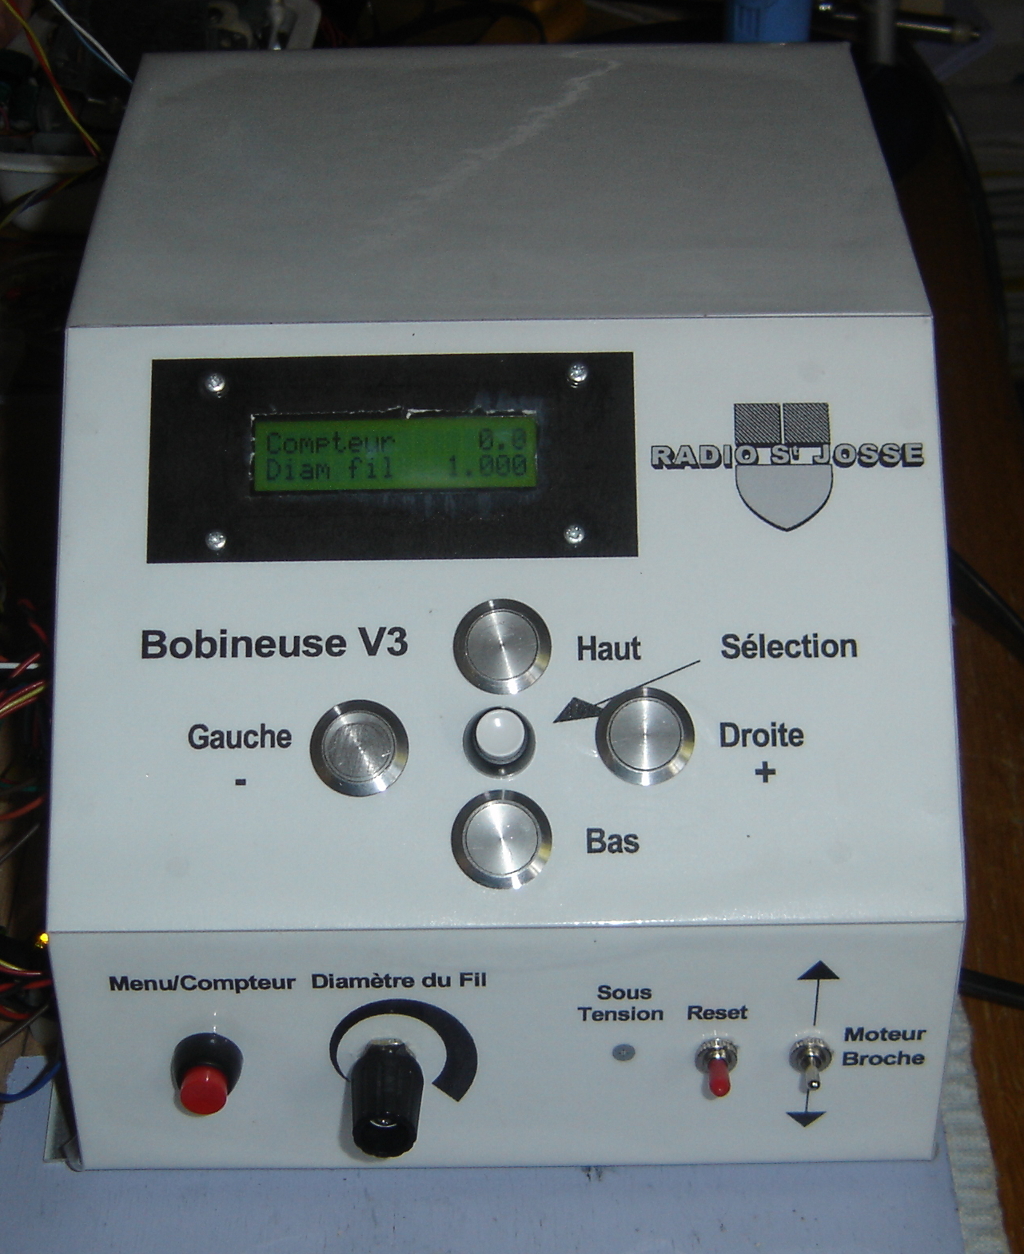 Compteur 0.0
Diam fil 1.000
RADIO St JOSSE
Bobineuse V3
Haut
Sélection
Gauche
-
Droite
+
Bas
Menu/Compteur
Diamètre du Fil
Sous
Tension
Reset
Moteur
Broche